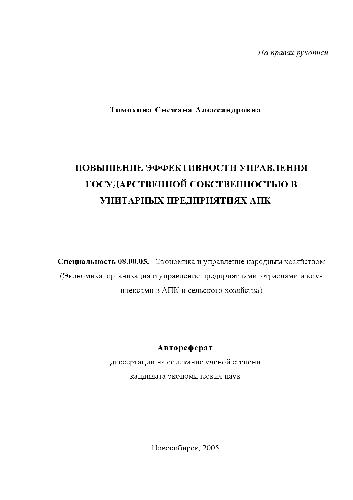 На правах рукописи
Тимохина Светлана Александровна
ПОВЫШЕНИЕ ЭФФЕКТИВНОСТИ УПРАВЛЕНИЯ
ГОСУДАРСТВЕННОЙ СОБСТВЕННОСТЬЮ В
УНИТАРНЫХ ПРЕДПРИЯТИЯХ АПК
Специальность 08.00.05. – Экономика и управление народным хозяйством
(Экономика, организация и управление предприятиями, отраслями и комп-
лексами в АПК и сельского хозяйства)
Автореферат
диссертации на соискание ученой степени
кандидата экономических наук
Новосибирск, 2005